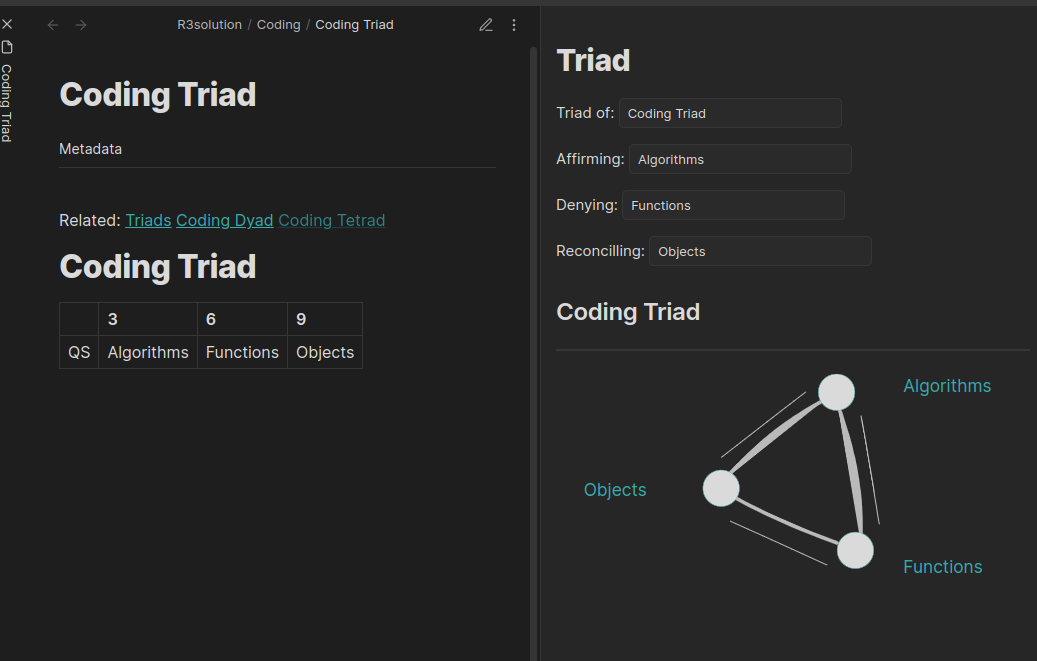 Coding Triad
R3solution / Coding / Coding Triad
Coding Triad
Metadata
Related: Triads Coding Dyad Coding Tetrad
Coding Triad
3 6 9
QS Algorithms Functions Objects
Triad
Triad of: Coding Triad
Affirming: Algorithms
Denying: Functions
Reconcilling: Objects
Coding Triad
Algorithms
Objects
Functions